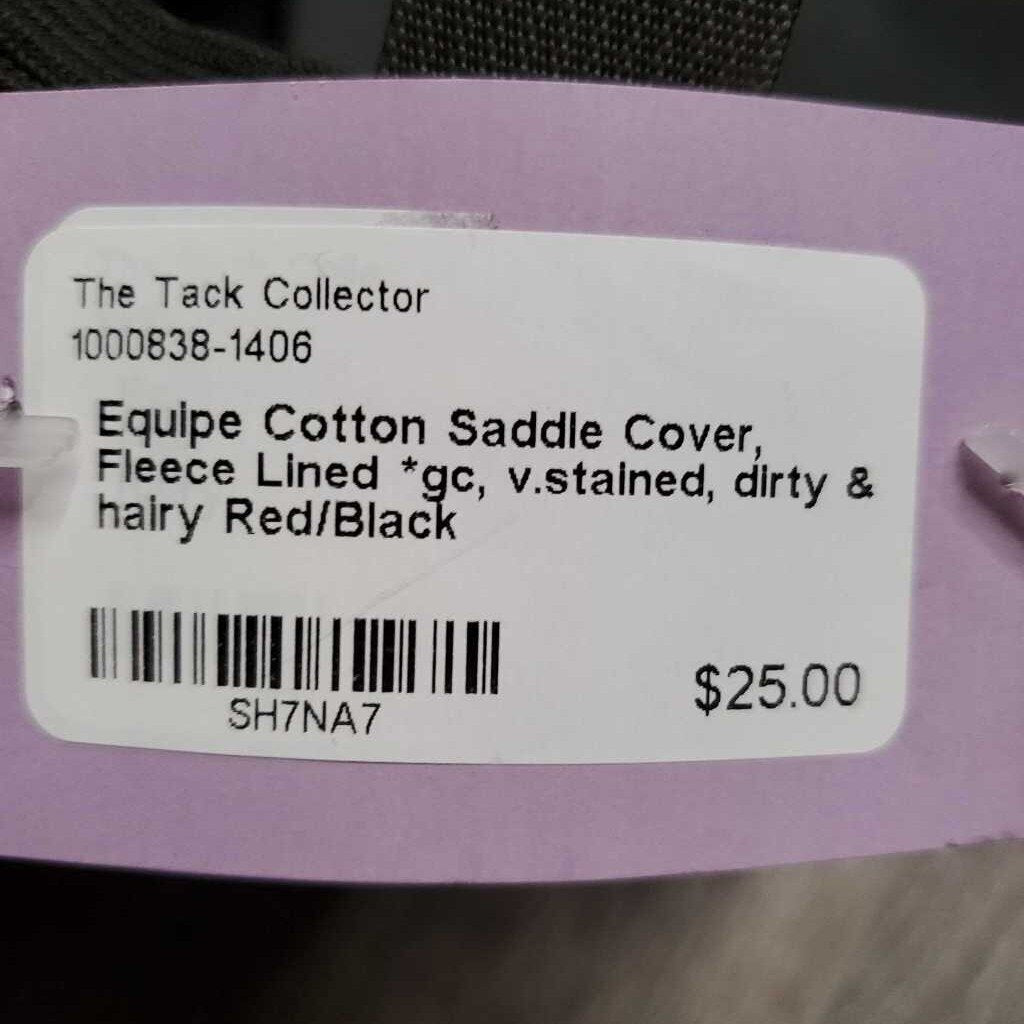 The Tack Collector
1000838-1406
Equipe Cotton Saddle Cover,
Fleece Lined *gc, v.stained, dirty &
hairy Red/Black
SH7NA7
$25.00